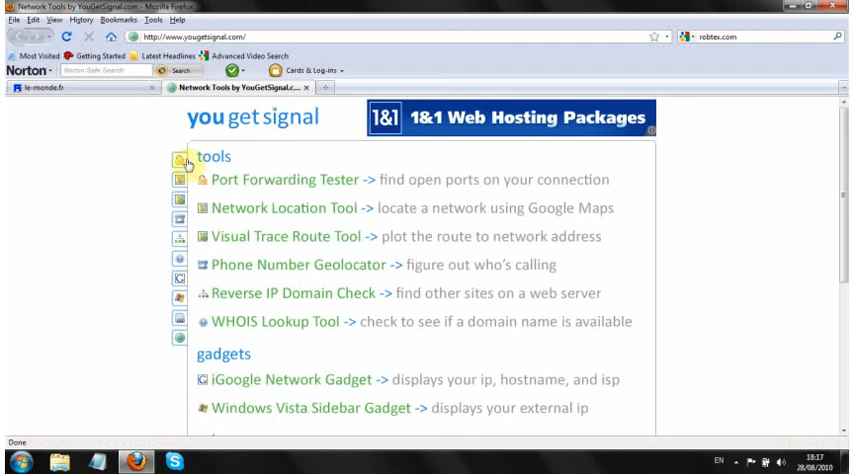 Network Tools by YouGetSignal.com - Mozilla Firefox
File Edit View History Bookmarks Tools Help
http://www.yougetsignal.com/
robtex.com
Most Visited Getting Started Latest Headlines Advanced Video Search
Norton Norton Safe Search Search Cards & Log-ins
le-monde.fr
Network Tools by YouGetSignal.c...
you get signal
1&1 1&1 Web Hosting Packages
tools
Port Forwarding Tester -> find open ports on your connection
Network Location Tool -> locate a network using Google Maps
Visual Trace Route Tool -> plot the route to network address
Phone Number Geolocator -> figure out who's calling
Reverse IP Domain Check -> find other sites on a web server
WHOIS Lookup Tool -> check to see if a domain name is available
gadgets
iGoogle Network Gadget -> displays your ip, hostname, and isp
Windows Vista Sidebar Gadget -> displays your external ip
Done
EN
18:17
28/08/2010